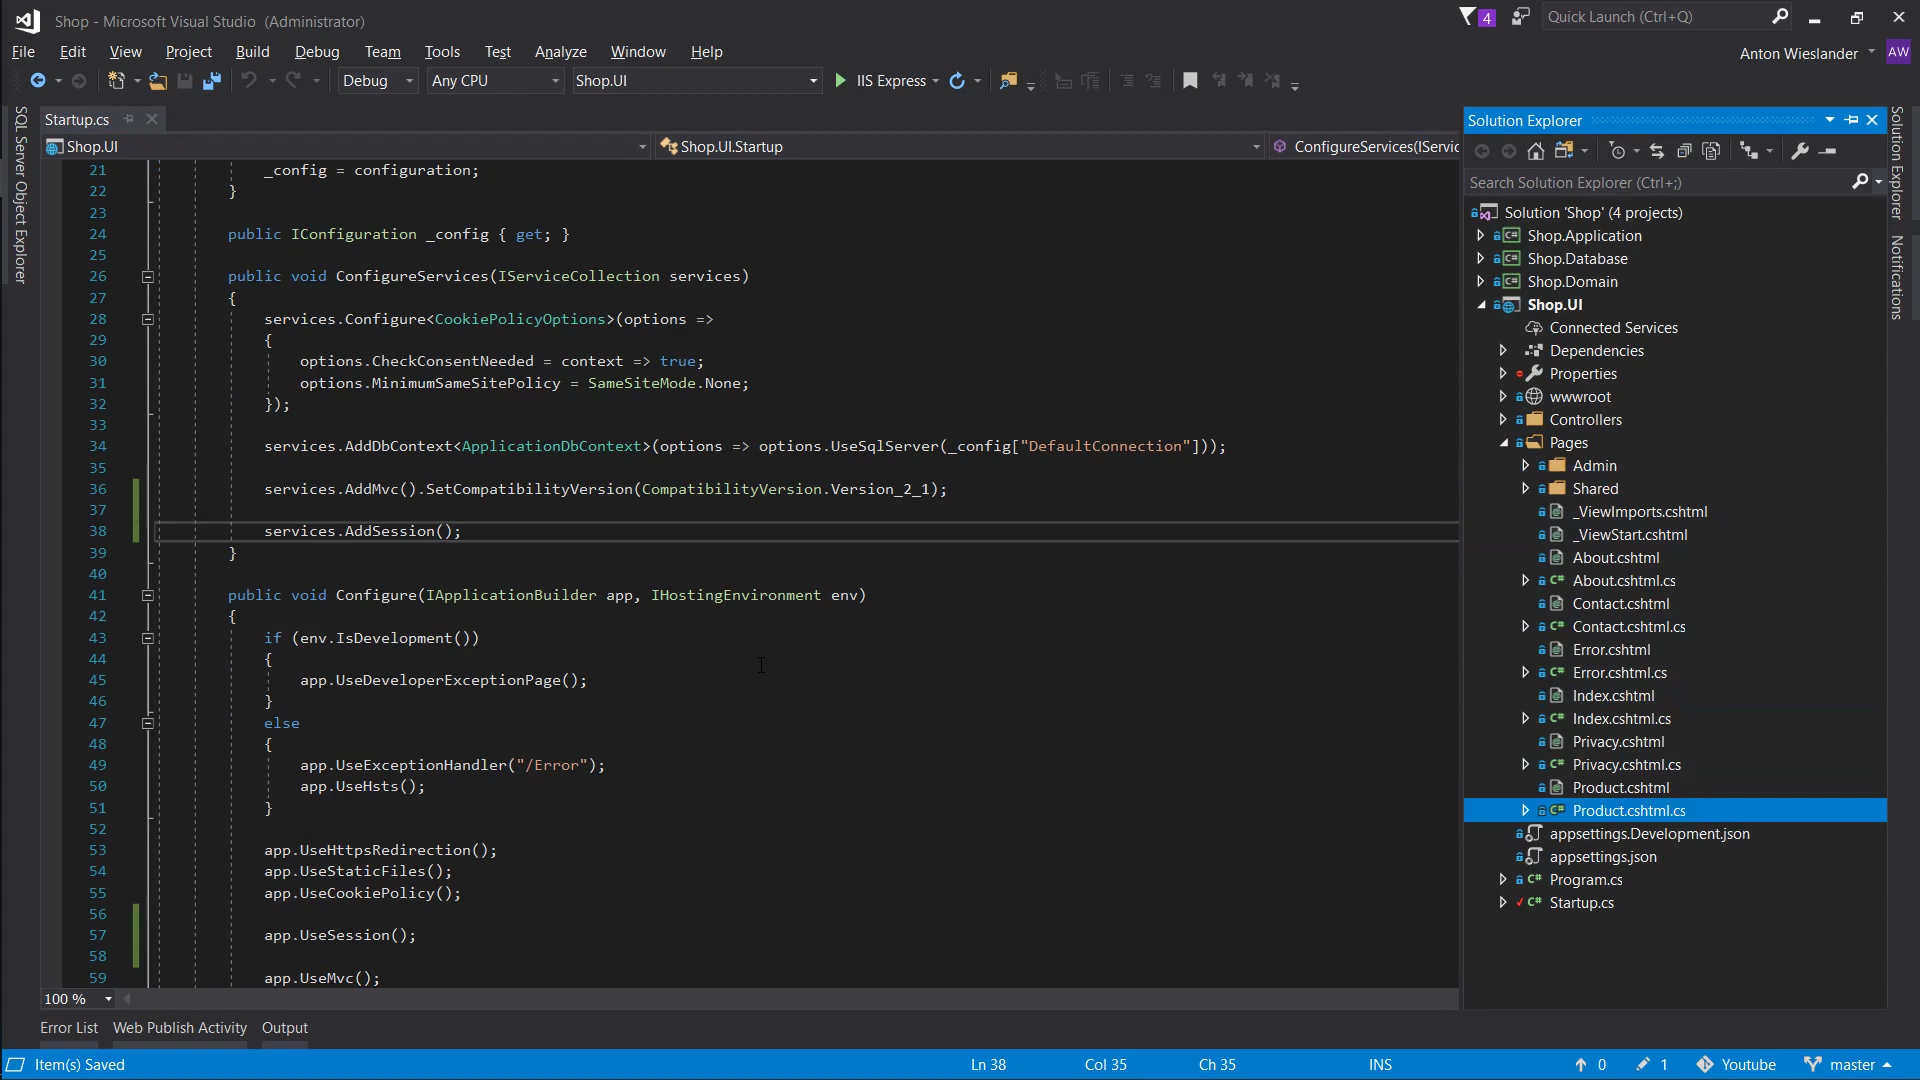 Shop - Microsoft Visual Studio (Administrator)
4
Quick Launch (Ctrl+Q)
File Edit View Project Build Debug Team Tools Test Analyze Window Help
Anton Wieslander AW
Debug Any CPU Shop.UI IIS Express
SQL Server Object Explorer
Startup.cs
Shop.UI Shop.UI.Startup ConfigureServices(IServic
21 _config = configuration;
22 }
23
24 public IConfiguration _config { get; }
25
26 public void ConfigureServices(IServiceCollection services)
27 {
28 services.Configure<CookiePolicyOptions>(options =>
29 {
30 options.CheckConsentNeeded = context => true;
31 options.MinimumSameSitePolicy = SameSiteMode.None;
32 });
33
34 services.AddDbContext<ApplicationDbContext>(options => options.UseSqlServer(_config["DefaultConnection"]));
35
36 services.AddMvc().SetCompatibilityVersion(CompatibilityVersion.Version_2_1);
37
38 services.AddSession();
39 }
40
41 public void Configure(IApplicationBuilder app, IHostingEnvironment env)
42 {
43 if (env.IsDevelopment())
44 {
45 app.UseDeveloperExceptionPage();
46 }
47 else
48 {
49 app.UseExceptionHandler("/Error");
50 app.UseHsts();
51 }
52
53 app.UseHttpsRedirection();
54 app.UseStaticFiles();
55 app.UseCookiePolicy();
56
57 app.UseSession();
58
59 app.UseMvc();
100 %
Solution Explorer
Search Solution Explorer (Ctrl+;)
Solution 'Shop' (4 projects)
C# Shop.Application
C# Shop.Database
C# Shop.Domain
Shop.UI
Connected Services
Dependencies
Properties
wwwroot
Controllers
Pages
Admin
Shared
_ViewImports.cshtml
_ViewStart.cshtml
About.cshtml
C# About.cshtml.cs
Contact.cshtml
C# Contact.cshtml.cs
Error.cshtml
C# Error.cshtml.cs
Index.cshtml
C# Index.cshtml.cs
Privacy.cshtml
C# Privacy.cshtml.cs
Product.cshtml
C# Product.cshtml.cs
appsettings.Development.json
appsettings.json
C# Program.cs
C# Startup.cs
Solution Explorer
Notifications
Error List Web Publish Activity Output
Item(s) Saved Ln 38 Col 35 Ch 35 INS 0 1 Youtube master